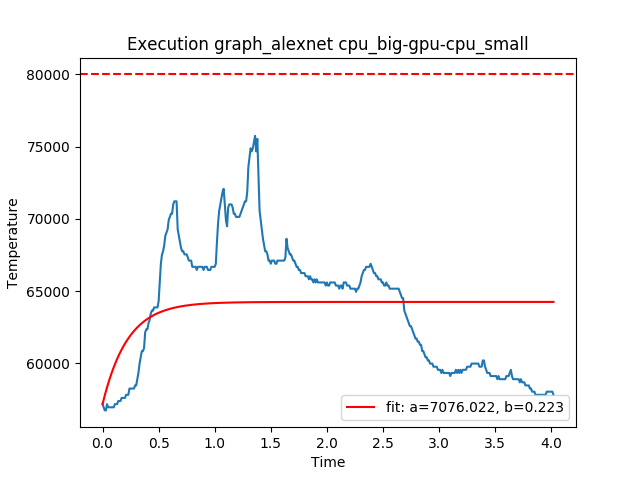 Execution graph_alexnet cpu_big-gpu-cpu_small
80000
75000
70000
65000
60000
Temperature
fit: a=7076.022, b=0.223
0.0 0.5 1.0 1.5 2.0 2.5 3.0 3.5 4.0
Time